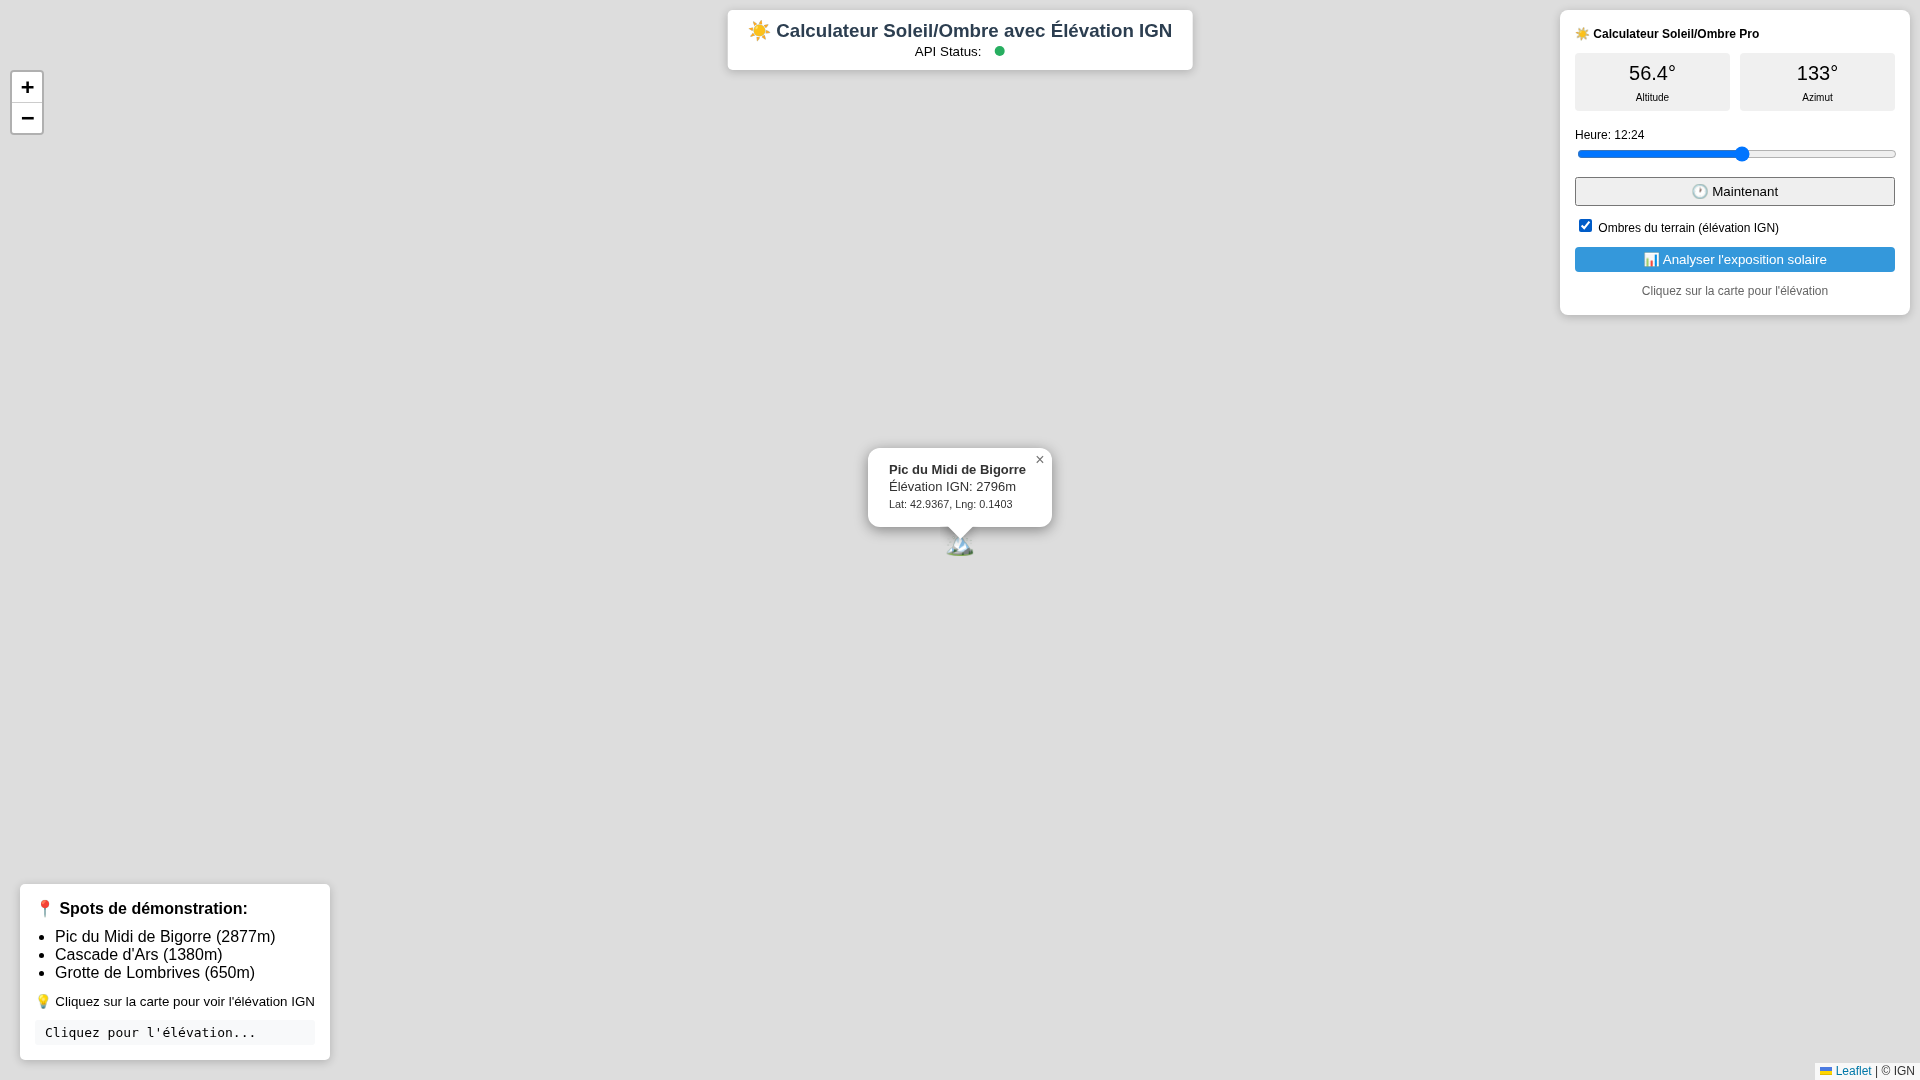 ☀️ Calculateur Soleil/Ombre avec Élévation IGN
API Status:
+
−
☀️ Calculateur Soleil/Ombre Pro
56.4°
Altitude
133°
Azimut
Heure: 12:24
🕐 Maintenant
Ombres du terrain (élévation IGN)
📊 Analyser l'exposition solaire
Cliquez sur la carte pour l'élévation
Pic du Midi de Bigorre
×
Élévation IGN: 2796m
Lat: 42.9367, Lng: 0.1403
📍 Spots de démonstration:
• Pic du Midi de Bigorre (2877m)
• Cascade d'Ars (1380m)
• Grotte de Lombrives (650m)
💡 Cliquez sur la carte pour voir l'élévation IGN
Cliquez pour l'élévation...
Leaflet | © IGN